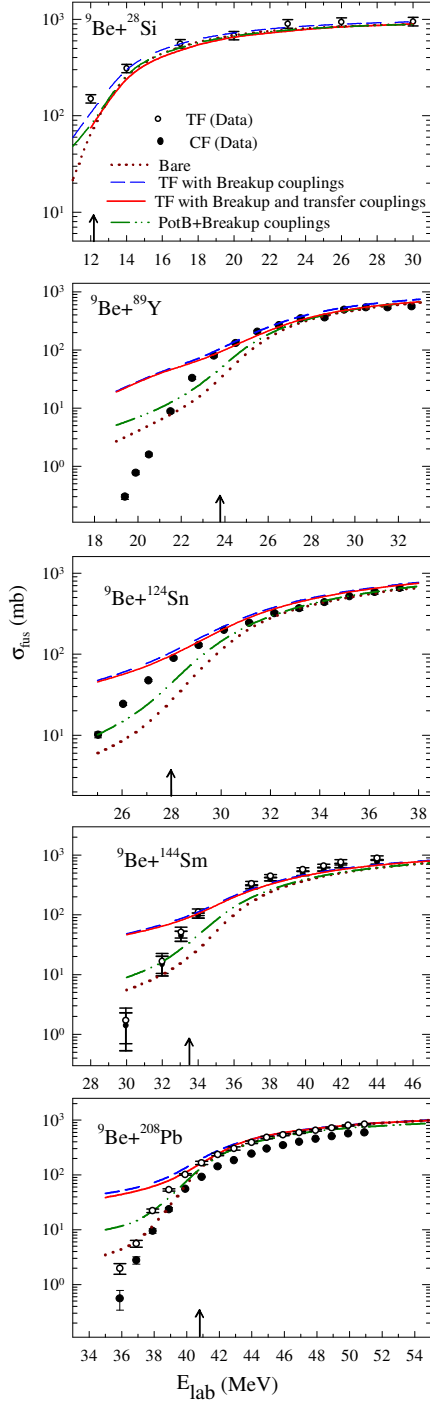 ⁹Be+²⁸Si
10³
10²
10¹
TF (Data)
CF (Data)
Bare
TF with Breakup couplings
TF with Breakup and transfer couplings
PotB+Breakup couplings
12 14 16 18 20 22 24 26 28 30
⁹Be+⁸⁹Y
10³
10²
10¹
10⁰
18 20 22 24 26 28 30 32
⁹Be+¹²⁴Sn
10³
10²
10¹
26 28 30 32 34 36 38
σfus (mb)
⁹Be+¹⁴⁴Sm
10³
10²
10¹
10⁰
28 30 32 34 36 38 40 42 44 46
⁹Be+²⁰⁸Pb
10³
10²
10¹
10⁰
34 36 38 40 42 44 46 48 50 52 54
Elab (MeV)